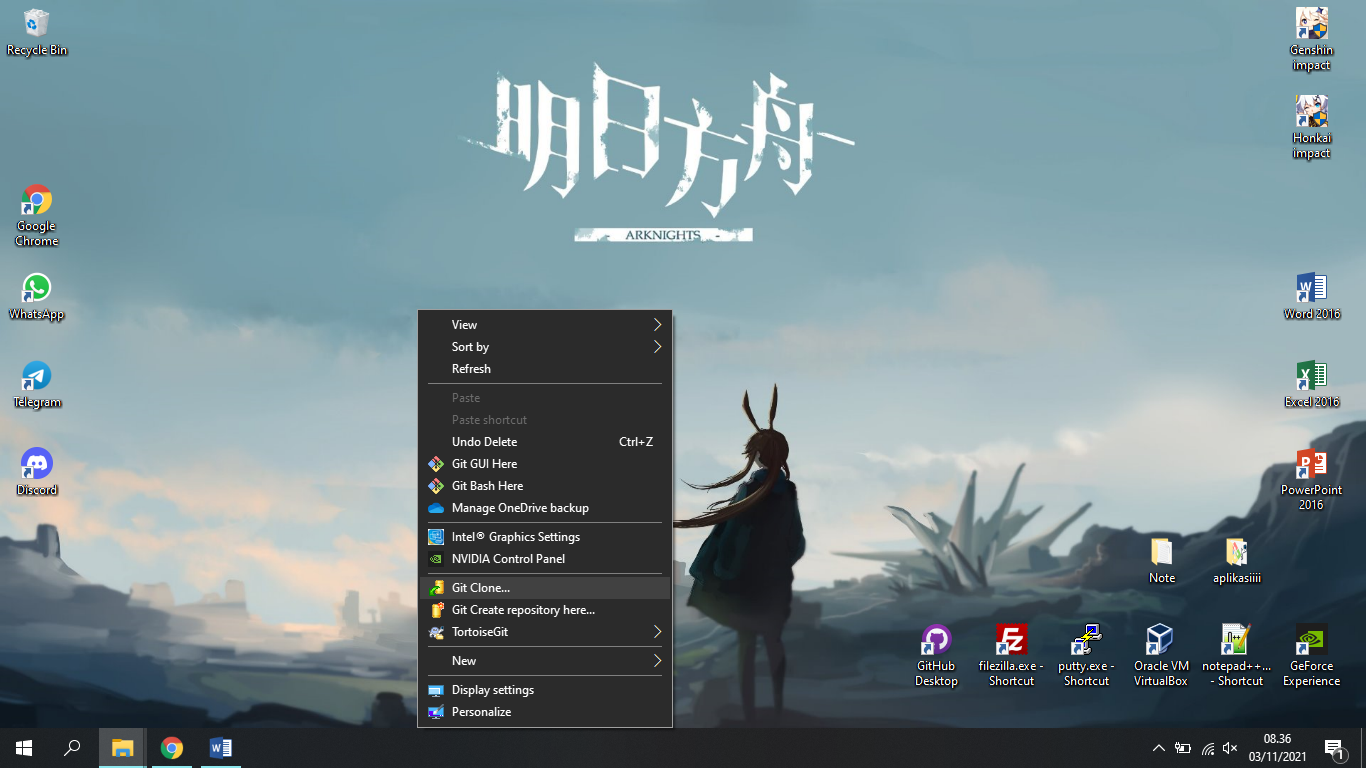 Recycle Bin
Google
Chrome
WhatsApp
Telegram
Discord
明日方舟
- ARKNIGHTS -
Genshin
impact
Honkai
impact
Word 2016
Excel 2016
PowerPoint
2016
Note
aplikasiiii
GitHub
Desktop
filezilla.exe -
Shortcut
putty.exe -
Shortcut
Oracle VM
VirtualBox
notepad++...
- Shortcut
GeForce
Experience
View
Sort by
Refresh
Paste
Paste shortcut
Undo Delete Ctrl+Z
Git GUI Here
Git Bash Here
Manage OneDrive backup
Intel® Graphics Settings
NVIDIA Control Panel
Git Clone...
Git Create repository here...
TortoiseGit
New
Display settings
Personalize
08.36
03/11/2021
1